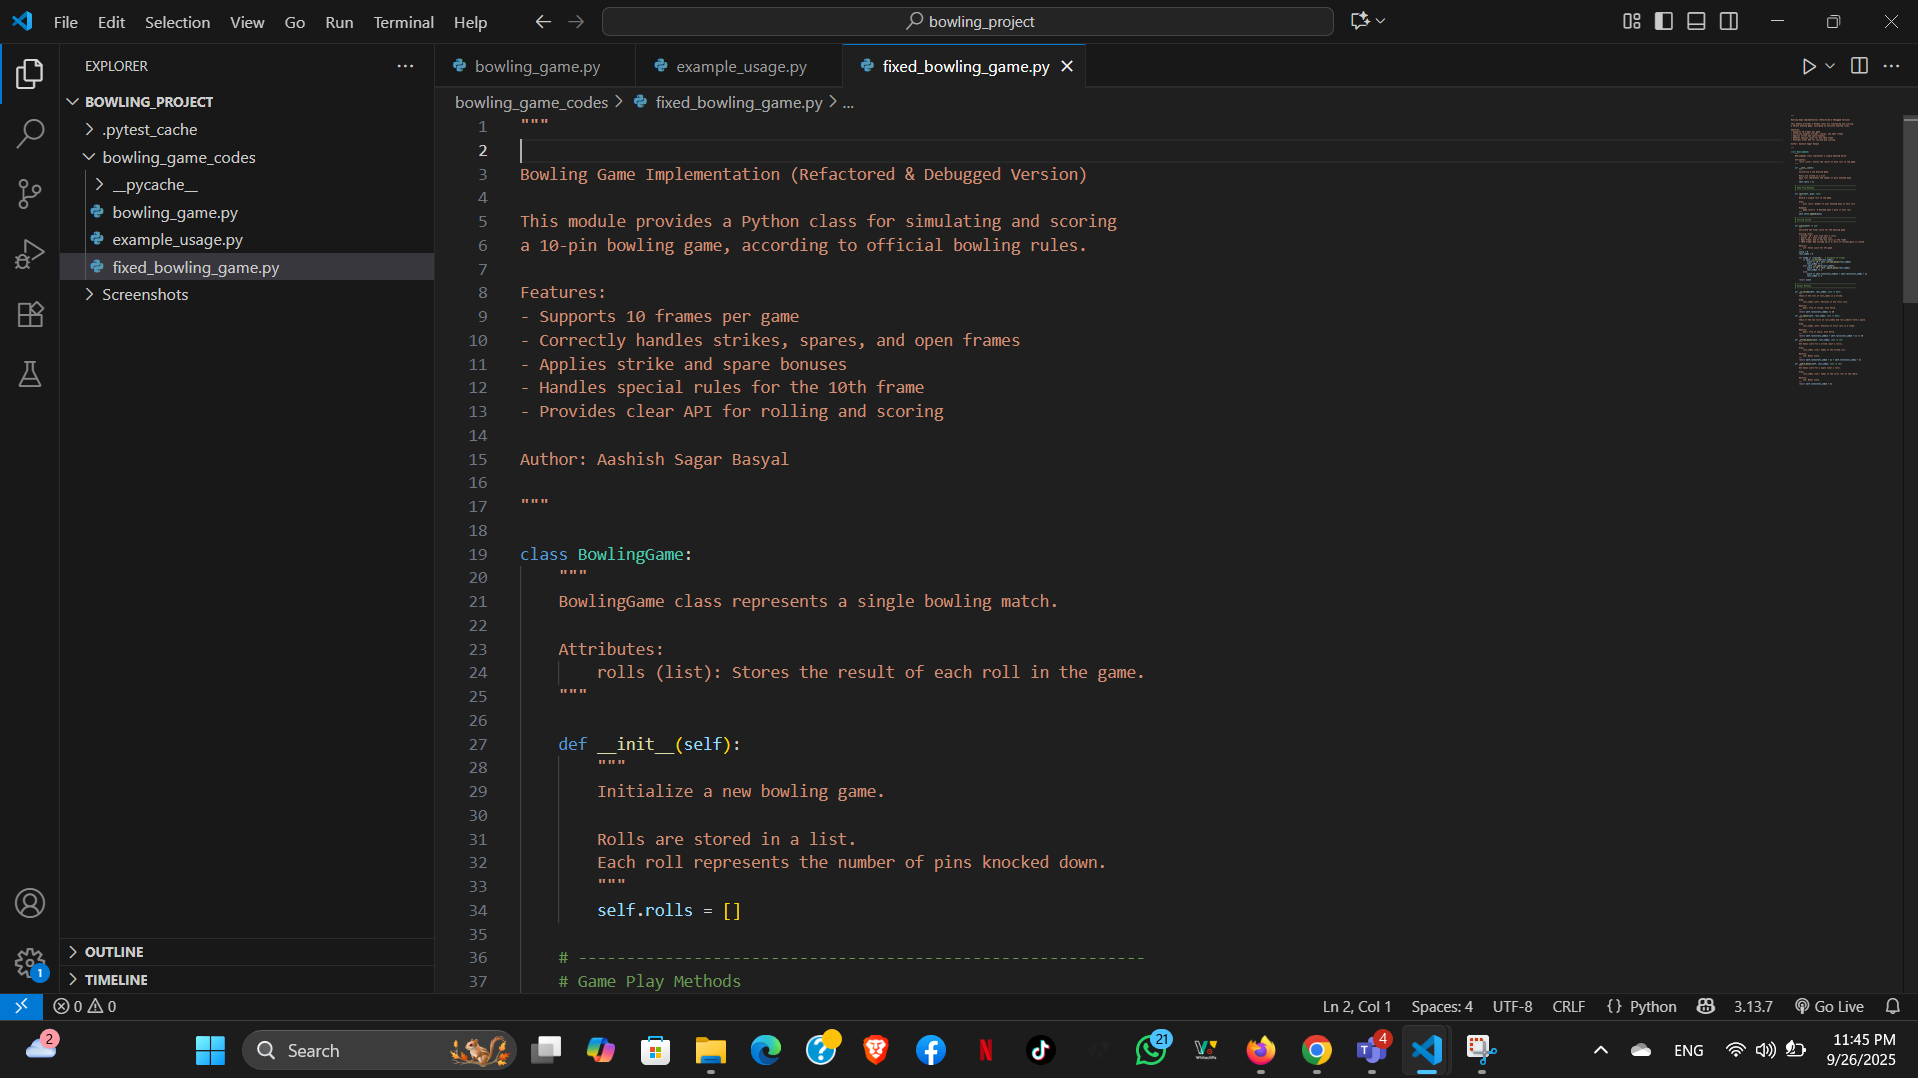 File Edit Selection View Go Run Terminal Help
bowling_project
EXPLORER
BOWLING_PROJECT
.pytest_cache
bowling_game_codes
__pycache__
bowling_game.py
example_usage.py
fixed_bowling_game.py
Screenshots
OUTLINE
TIMELINE
bowling_game.py example_usage.py fixed_bowling_game.py
bowling_game_codes > fixed_bowling_game.py > ...
1 """
2
3 Bowling Game Implementation (Refactored & Debugged Version)
4
5 This module provides a Python class for simulating and scoring
6 a 10-pin bowling game, according to official bowling rules.
7
8 Features:
9 - Supports 10 frames per game
10 - Correctly handles strikes, spares, and open frames
11 - Applies strike and spare bonuses
12 - Handles special rules for the 10th frame
13 - Provides clear API for rolling and scoring
14
15 Author: Aashish Sagar Basyal
16
17 """
18
19 class BowlingGame:
20 """
21 BowlingGame class represents a single bowling match.
22
23 Attributes:
24 rolls (list): Stores the result of each roll in the game.
25 """
26
27 def __init__(self):
28 """
29 Initialize a new bowling game.
30
31 Rolls are stored in a list.
32 Each roll represents the number of pins knocked down.
33 """
34 self.rolls = []
35
36 # -----------------------------------------------------------
37 # Game Play Methods
1
0 0
Ln 2, Col 1 Spaces: 4 UTF-8 CRLF {} Python 3.13.7 Go Live
2
Search
21
4
ENG
11:45 PM
9/26/2025